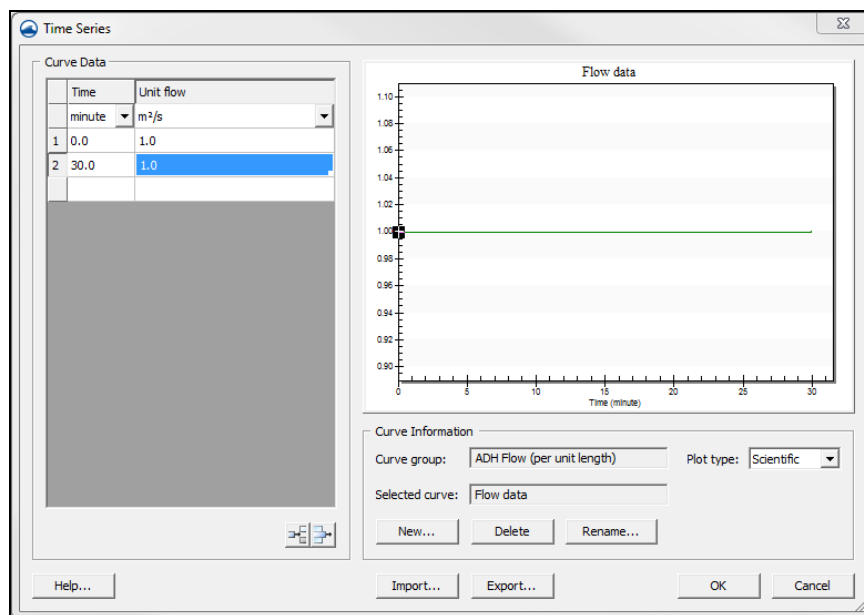 Time Series
Curve Data
Time Unit flow
minute m²/s
1 0.0 1.0
2 30.0 1.0
Flow data
1.10
1.08
1.06
1.04
1.02
1.00
0.98
0.96
0.94
0.92
0.90
0 5 10 15 20 25 30
Time (minute)
Curve Information
Curve group: ADH Flow (per unit length) Plot type: Scientific
Selected curve: Flow data
New... Delete Rename...
Help... Import... Export... OK Cancel